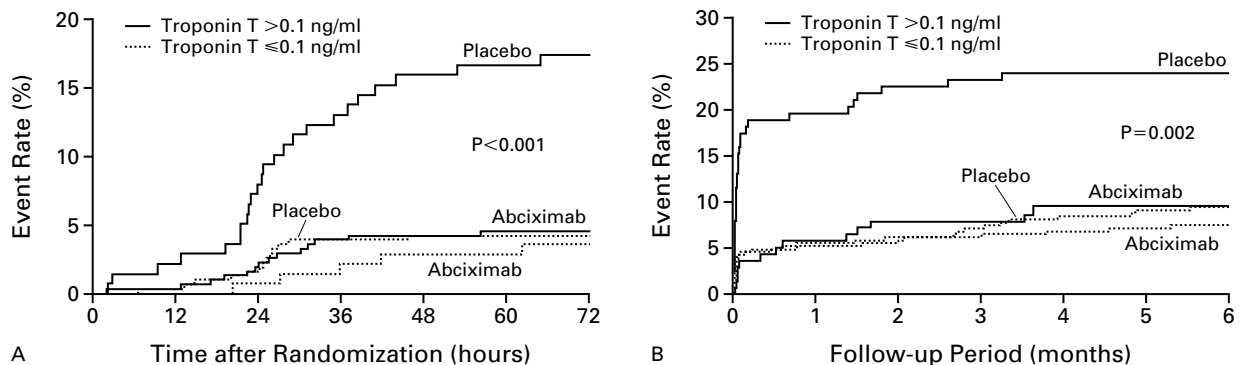 Troponin T >0.1 ng/ml
Troponin T ≤0.1 ng/ml
Placebo
P<0.001
Placebo
Abciximab
Abciximab
Event Rate (%)
20
15
10
5
0
0 12 24 36 48 60 72
Time after Randomization (hours)
A
Troponin T >0.1 ng/ml
Troponin T ≤0.1 ng/ml
Placebo
P=0.002
Placebo
Abciximab
Abciximab
Event Rate (%)
30
25
20
15
10
5
0
0 1 2 3 4 5 6
Follow-up Period (months)
B